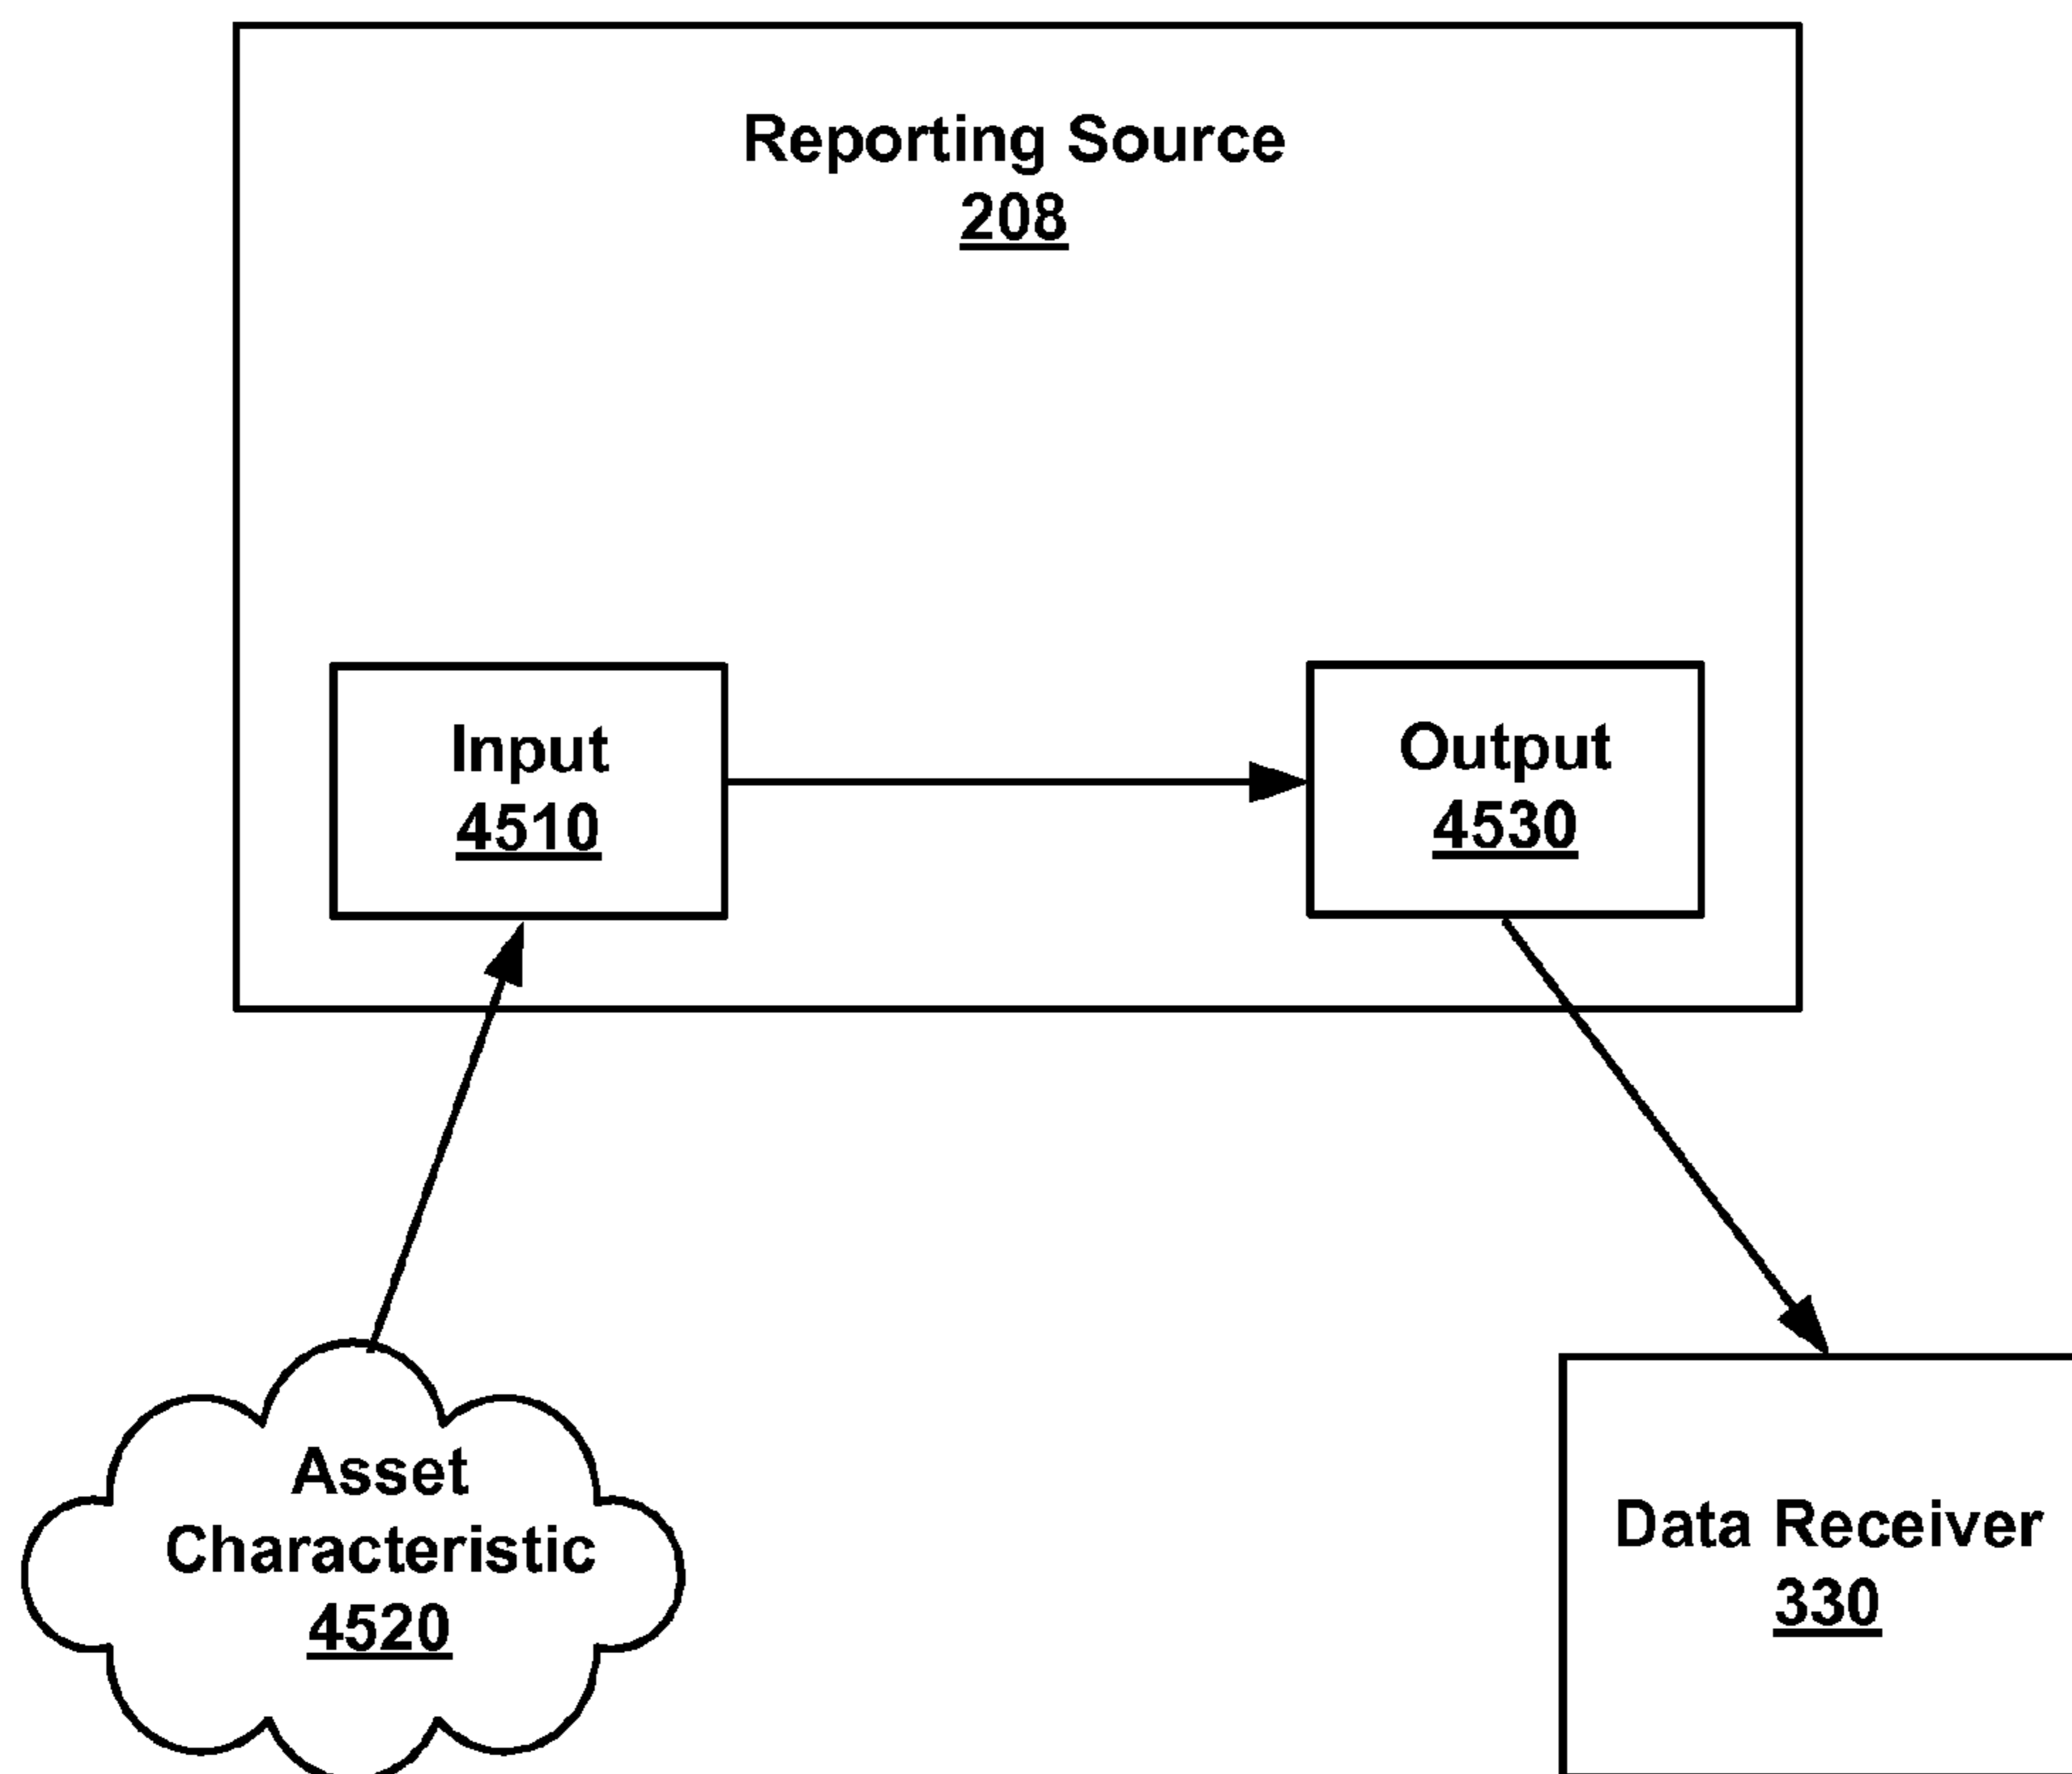 Reporting Source
208
Input
4510
Output
4530
Asset
Characteristic
4520
Data Receiver
330